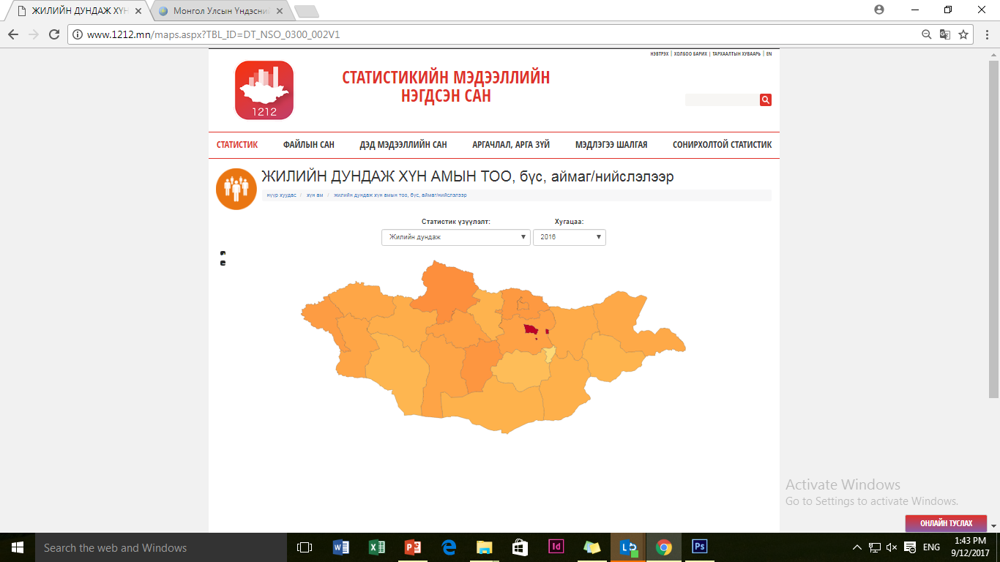 ЖИЛИЙН ДУНДАЖ ХҮН
Монгол Улсын Үндэсний
www.1212.mn/maps.aspx?TBL_ID=DT_NSO_0300_002V1
НЭВТРЭХ | ХОЛБОО БАРИХ | ТАРХААЛТЫН ХУВААРЬ | EN
СТАТИСТИКИЙН МЭДЭЭЛЛИЙН
НЭГДСЭН САН
1212
СТАТИСТИК ФАЙЛЫН САН ДЭД МЭДЭЭЛЛИЙН САН АРГАЧЛАЛ, АРГА ЗҮЙ МЭДЛЭГЭЭ ШАЛГАЯ СОНИРХОЛТОЙ СТАТИСТИК
ЖИЛИЙН ДУНДАЖ ХҮН АМЫН ТОО, бүс, аймаг/нийслэлээр
нүүр хуудас / хүн ам / жилийн дундаж хүн амын тоо, бүс, аймаг/нийслэлээр
Статистик үзүүлэлт: Хугацаа:
Жилийн дундаж 2016
Activate Windows
Go to Settings to activate Windows.
ОНЛАЙН ТУСЛАХ
Search the web and Windows
ENG
1:43 PM
9/12/2017